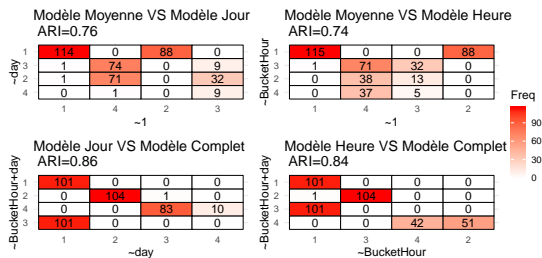 Modèle Moyenne VS Modèle Jour
ARI=0.76
~day
1 114 0 88 0
3 1 74 0 9
2 1 71 0 32
4 0 1 0 9
1 4 2 3
~1
Modèle Moyenne VS Modèle Heure
ARI=0.74
~BucketHour
1 115 0 0 88
3 1 71 32 0
2 0 38 13 0
4 0 37 5 0
1 4 3 2
~1
Freq
90
60
30
0
Modèle Jour VS Modèle Complet
ARI=0.86
~BucketHour+day
1 101 0 0 0
2 0 104 1 0
4 0 0 83 10
3 101 0 0 0
1 2 3 4
~day
Modèle Heure VS Modèle Complet
ARI=0.84
~BucketHour+day
1 101 0 0 0
2 1 104 0 0
3 101 0 0 0
4 0 0 42 51
1 3 4 2
~BucketHour